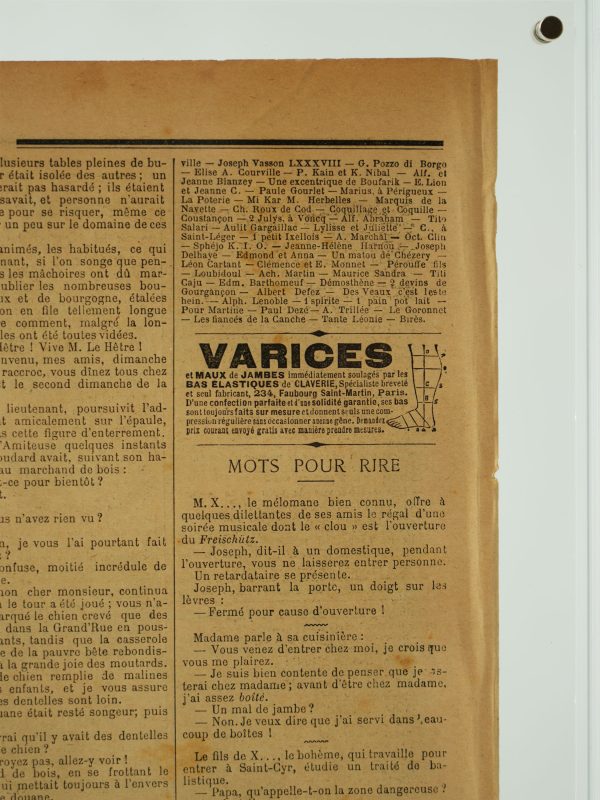 lusieurs tables pleines de bu-
r était isolée des autres ; un
erait pas hasardé ; ils étaient
savait, et personne n'aurait
e pour se risquer, même ce
r un peu sur le domaine de ces
animés, les habitués, ce qui
nant, si l'on songe que pen-
s les mâchoires ont dû mar-
ublier les nombreuses bou-
ux et de bourgogne, étalées
on en file tellement longue
re comment, malgré la lon-
les ont été toutes vidées.
Hêtre ! Vive M. Le Hêtre !
nvenu, mes amis, dimanche
raccroc, vous dînez tous chez
st le second dimanche de la
lieutenant, poursuivit l'ad-
t amicalement sur l'épaule,
s cette figure d'enterrement.
'Amiteuse quelques instants
oudard avait, suivant son ha-
au marchand de bois :
-ce pour bientôt ?
t.
us n'avez rien vu ?
n, je vous l'ai pourtant fait
?
onfuse, moitié incrédule de
e.
mon cher monsieur, continua
le tour a été joué ; vous n'a-
arqué le chien crevé que des
dans la Grand'Rue en pous-
ants, tandis que la casserole
e de la pauvre bête rebondis-
à la grande joie des moutards.
de chien remplie de malines
s enfants, et je vous assure
es dentelles sont loin.
uane était resté songeur; puis
rrai qu'il y avait des dentelles
e chien ?
royez pas, allez-y voir !
d de bois, en se frottant le
ui mettait toujours à l'envers
e douane.
ville — Joseph Vasson LXXXVIII — G. Pozzo di Borgo
— Elise A. Courville — P. Kain et K. Nibal — Alf. et
Jeanne Blanzey — Une excentrique de Boufarik — E. Lion
et Jeanne C. — Paule Gourlet — Marius, à Périgueux —
La Poterie — Mi Kar M. Herbelles — Marquis de la
Navette — Ch. Roux de Cod — Coquillage et Coquille —
Coustançon — 2 Julys, à Vencq — Alf. Abraham — Tito
Salari — Aulit Gargaillac — Lylisse et Juliette — C., à
Saint-Léger — 1 petit Ixellois — A. Marchal — Oct. Clin
— Sphéjo K. I. O. — Jeanne-Hélène Harmou — Joseph
Delhaye — Edmond et Anna — Un matou de Chézery —
Léon Cartant — Clémence et E. Monnet — Pérouffe fils
— Loubidoul — Ach. Martin — Maurice Sandra — Titi
Caju — Edm. Barthomeuf — Démosthène — 2 devins de
Gourgançon — Albert Defez — Des Veaux c'est leste
hein. — Alph. Lenoble — 1 spirite — 1 pain pot lait —
Pour Martine — Paul Dezé — A. Trillée — Le Goronnet
— Les fiancés de la Canche — Tante Léonie — Birès.
VARICES
et MAUX de JAMBES immédiatement soulagés par les
BAS ELASTIQUES de CLAVERIE, Spécialiste breveté
et seul fabricant, 234, Faubourg Saint-Martin, Paris.
D'une confection parfaite et d'une solidité garantie, ses bas
sont toujours faits sur mesure et donnent seuls une com-
pression régulière sans occasionner aucune gêne. Demandez
prix courant envoyé gratis avec manière prendre mesures.
MOTS POUR RIRE
M. X..., le mélomane bien connu, offre à
quelques dilettantes de ses amis le régal d'une
soirée musicale dont le « clou » est l'ouverture
du Freischütz.
— Joseph, dit-il à un domestique, pendant
l'ouverture, vous ne laisserez entrer personne.
Un retardataire se présente.
Joseph, barrant la porte, un doigt sur les
lèvres :
— Fermé pour cause d'ouverture !
Madame parle à sa cuisinière :
— Vous venez d'entrer chez moi, je crois que
vous me plairez.
— Je suis bien contente de penser que je res-
terai chez madame ; avant d'être chez madame,
j'ai assez boité.
— Un mal de jambe ?
— Non. Je veux dire que j'ai servi dans beau-
coup de boîtes !
Le fils de X..., le bohème, qui travaille pour
entrer à Saint-Cyr, étudie un traité de ba-
listique.
— Papa, qu'appelle-t-on la zone dangereuse ?